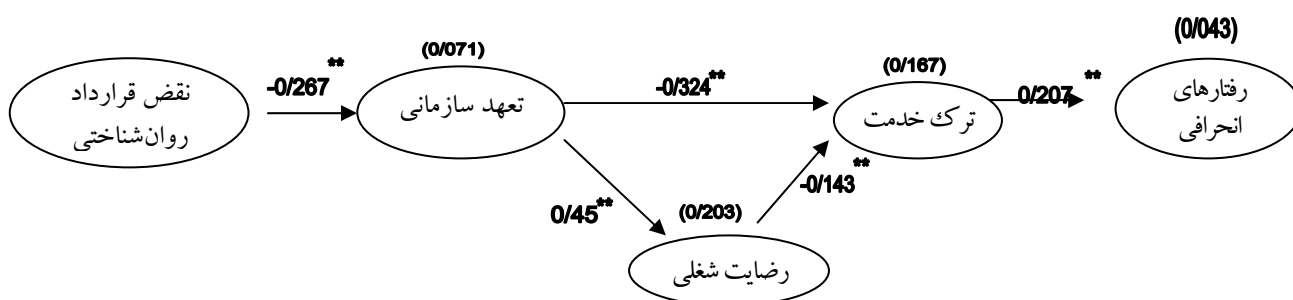 نقض قرارداد
روان‌شناختی
-0/267**
(0/071)
تعهد سازمانی
-0/324**
0/45**
(0/203)
رضایت شغلی
-0/143**
(0/167)
ترک خدمت
0/207**
(0/043)
رفتارهای
انحرافی